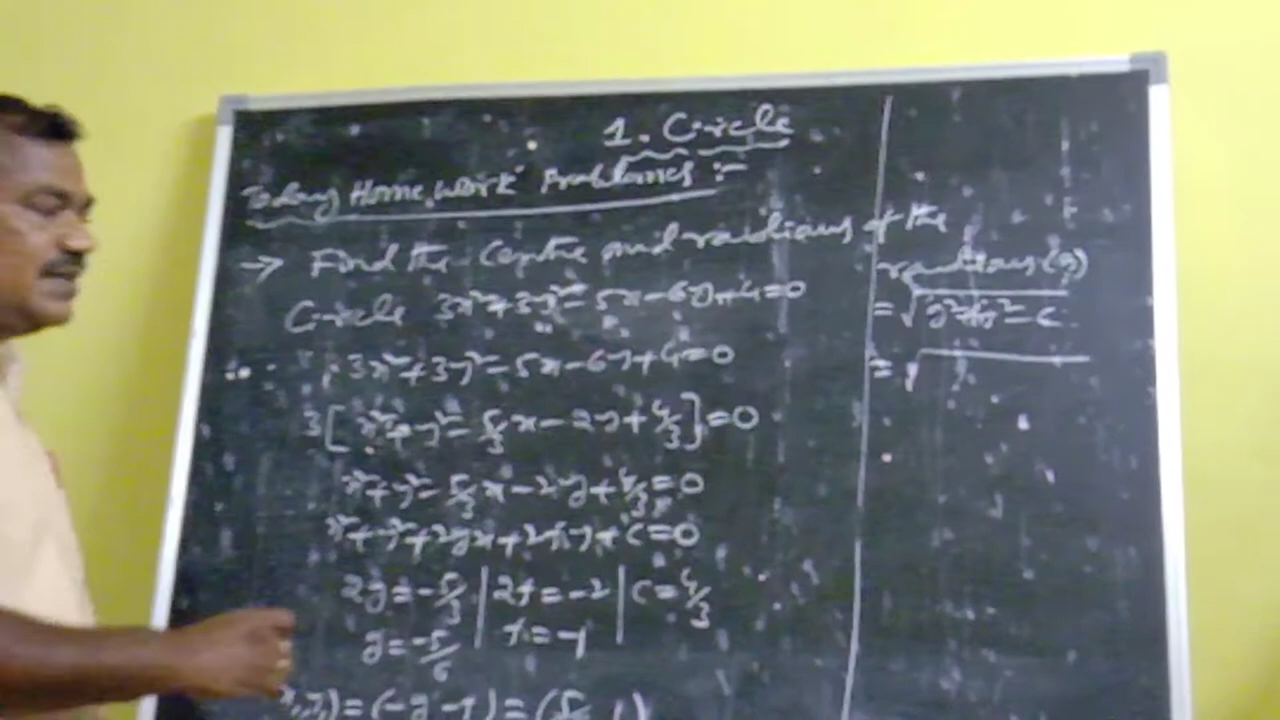 1. Circle
Today Home work Problems :-
→ Find the Centre and radious of the
Circle 3x²+3y²-5x-6y+4=0
3x²+3y²-5x-6y+4=0
3[x²+y²-5/3x-2y+4/3]=0
x²+y²-5/3x-2y+4/3=0
x²+y²+2gx+2fy+c=0
2g=-5/3 | 2f=-2 | c=4/3
g=-5/6 | f=-1
=(-g,-f)=(5/6, 1)
radious(r)
=√g²+f²-c
=√